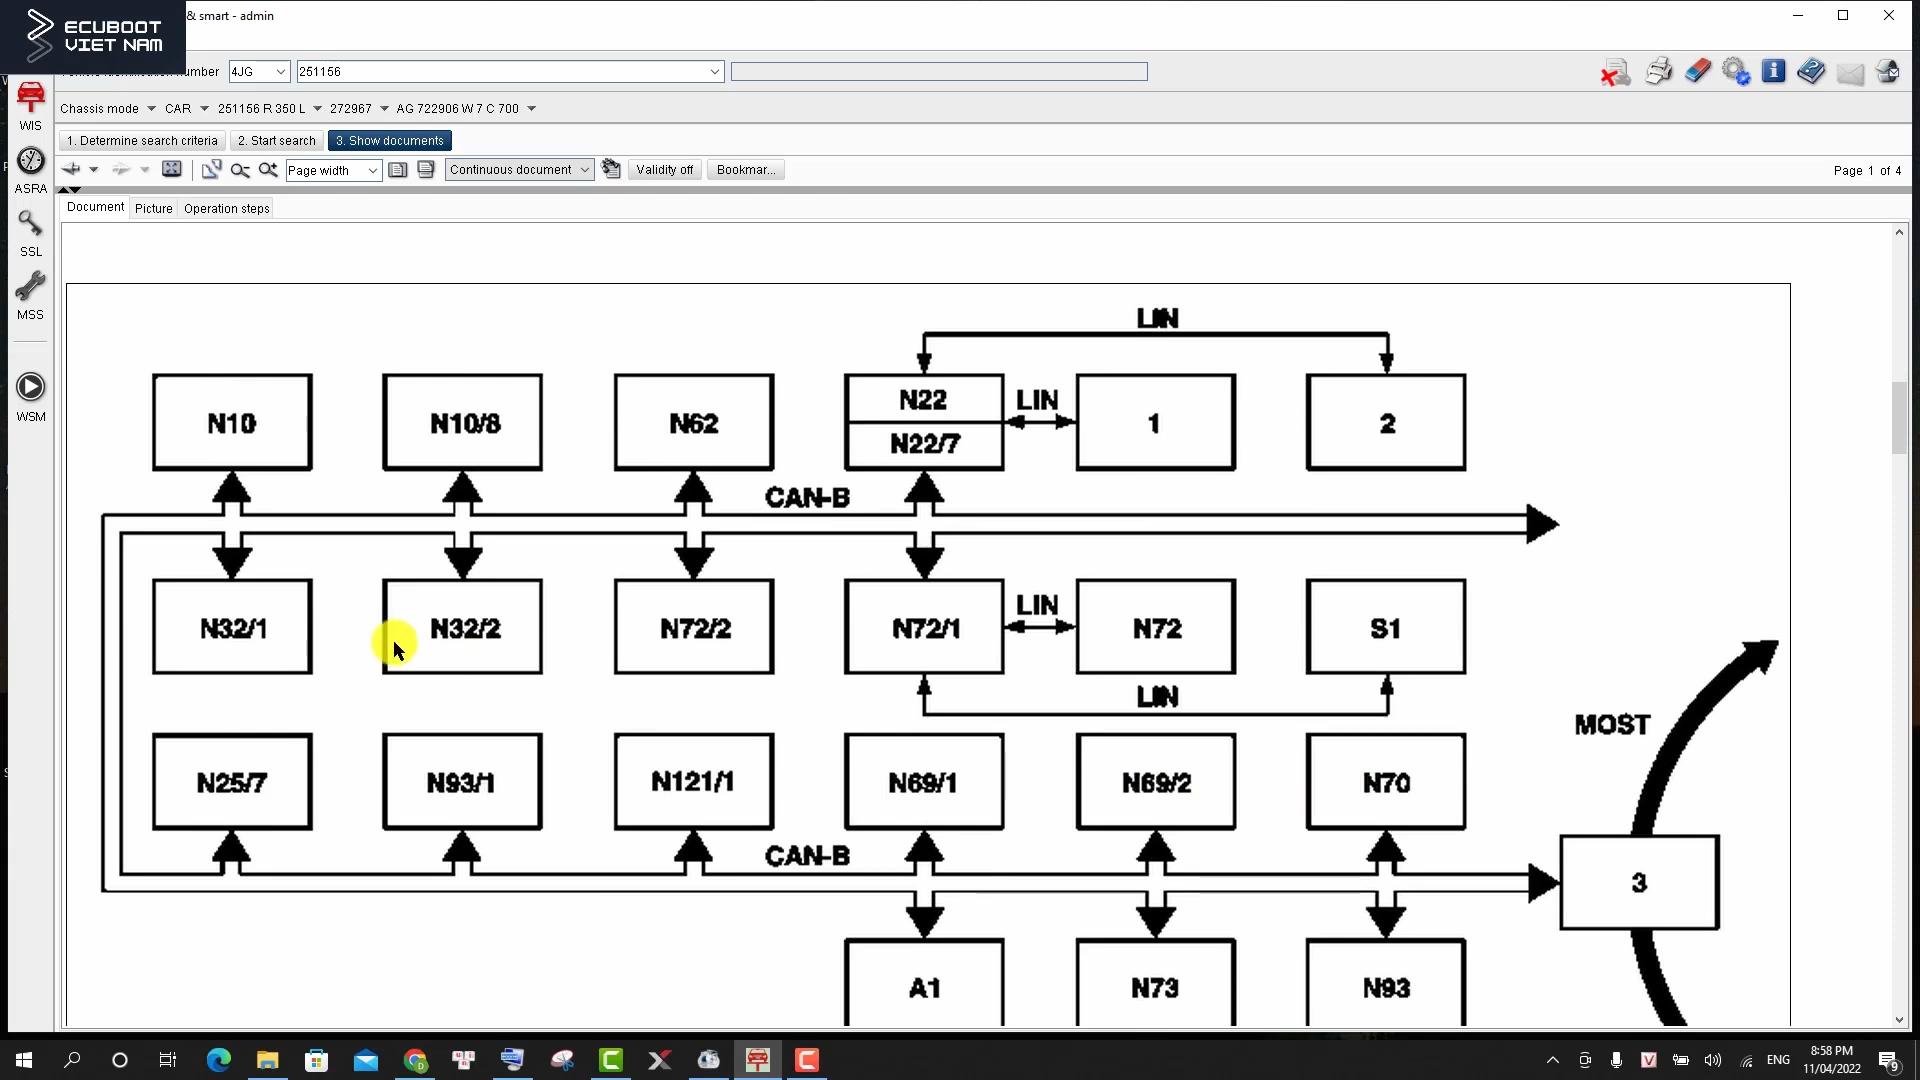 ECUBOOT
VIET NAM
& smart - admin
number
4JG
251156
Chassis mode
CAR
251156 R 350 L
272967
AG 722906 W 7 C 700
1. Determine search criteria
2. Start search
3. Show documents
Page width
Continuous document
Validity off
Bookmar...
Page 1 of 4
Document
Picture
Operation steps
WIS
ASRA
SSL
MSS
WSM
LIN
N10
N10/8
N62
N22
N22/7
LIN
1
2
CAN-B
N32/1
N32/2
N72/2
N72/1
LIN
N72
S1
LIN
MOST
N25/7
N93/1
N121/1
N69/1
N69/2
N70
CAN-B
3
A1
N73
N93
ENG
8:58 PM
11/04/2022
9